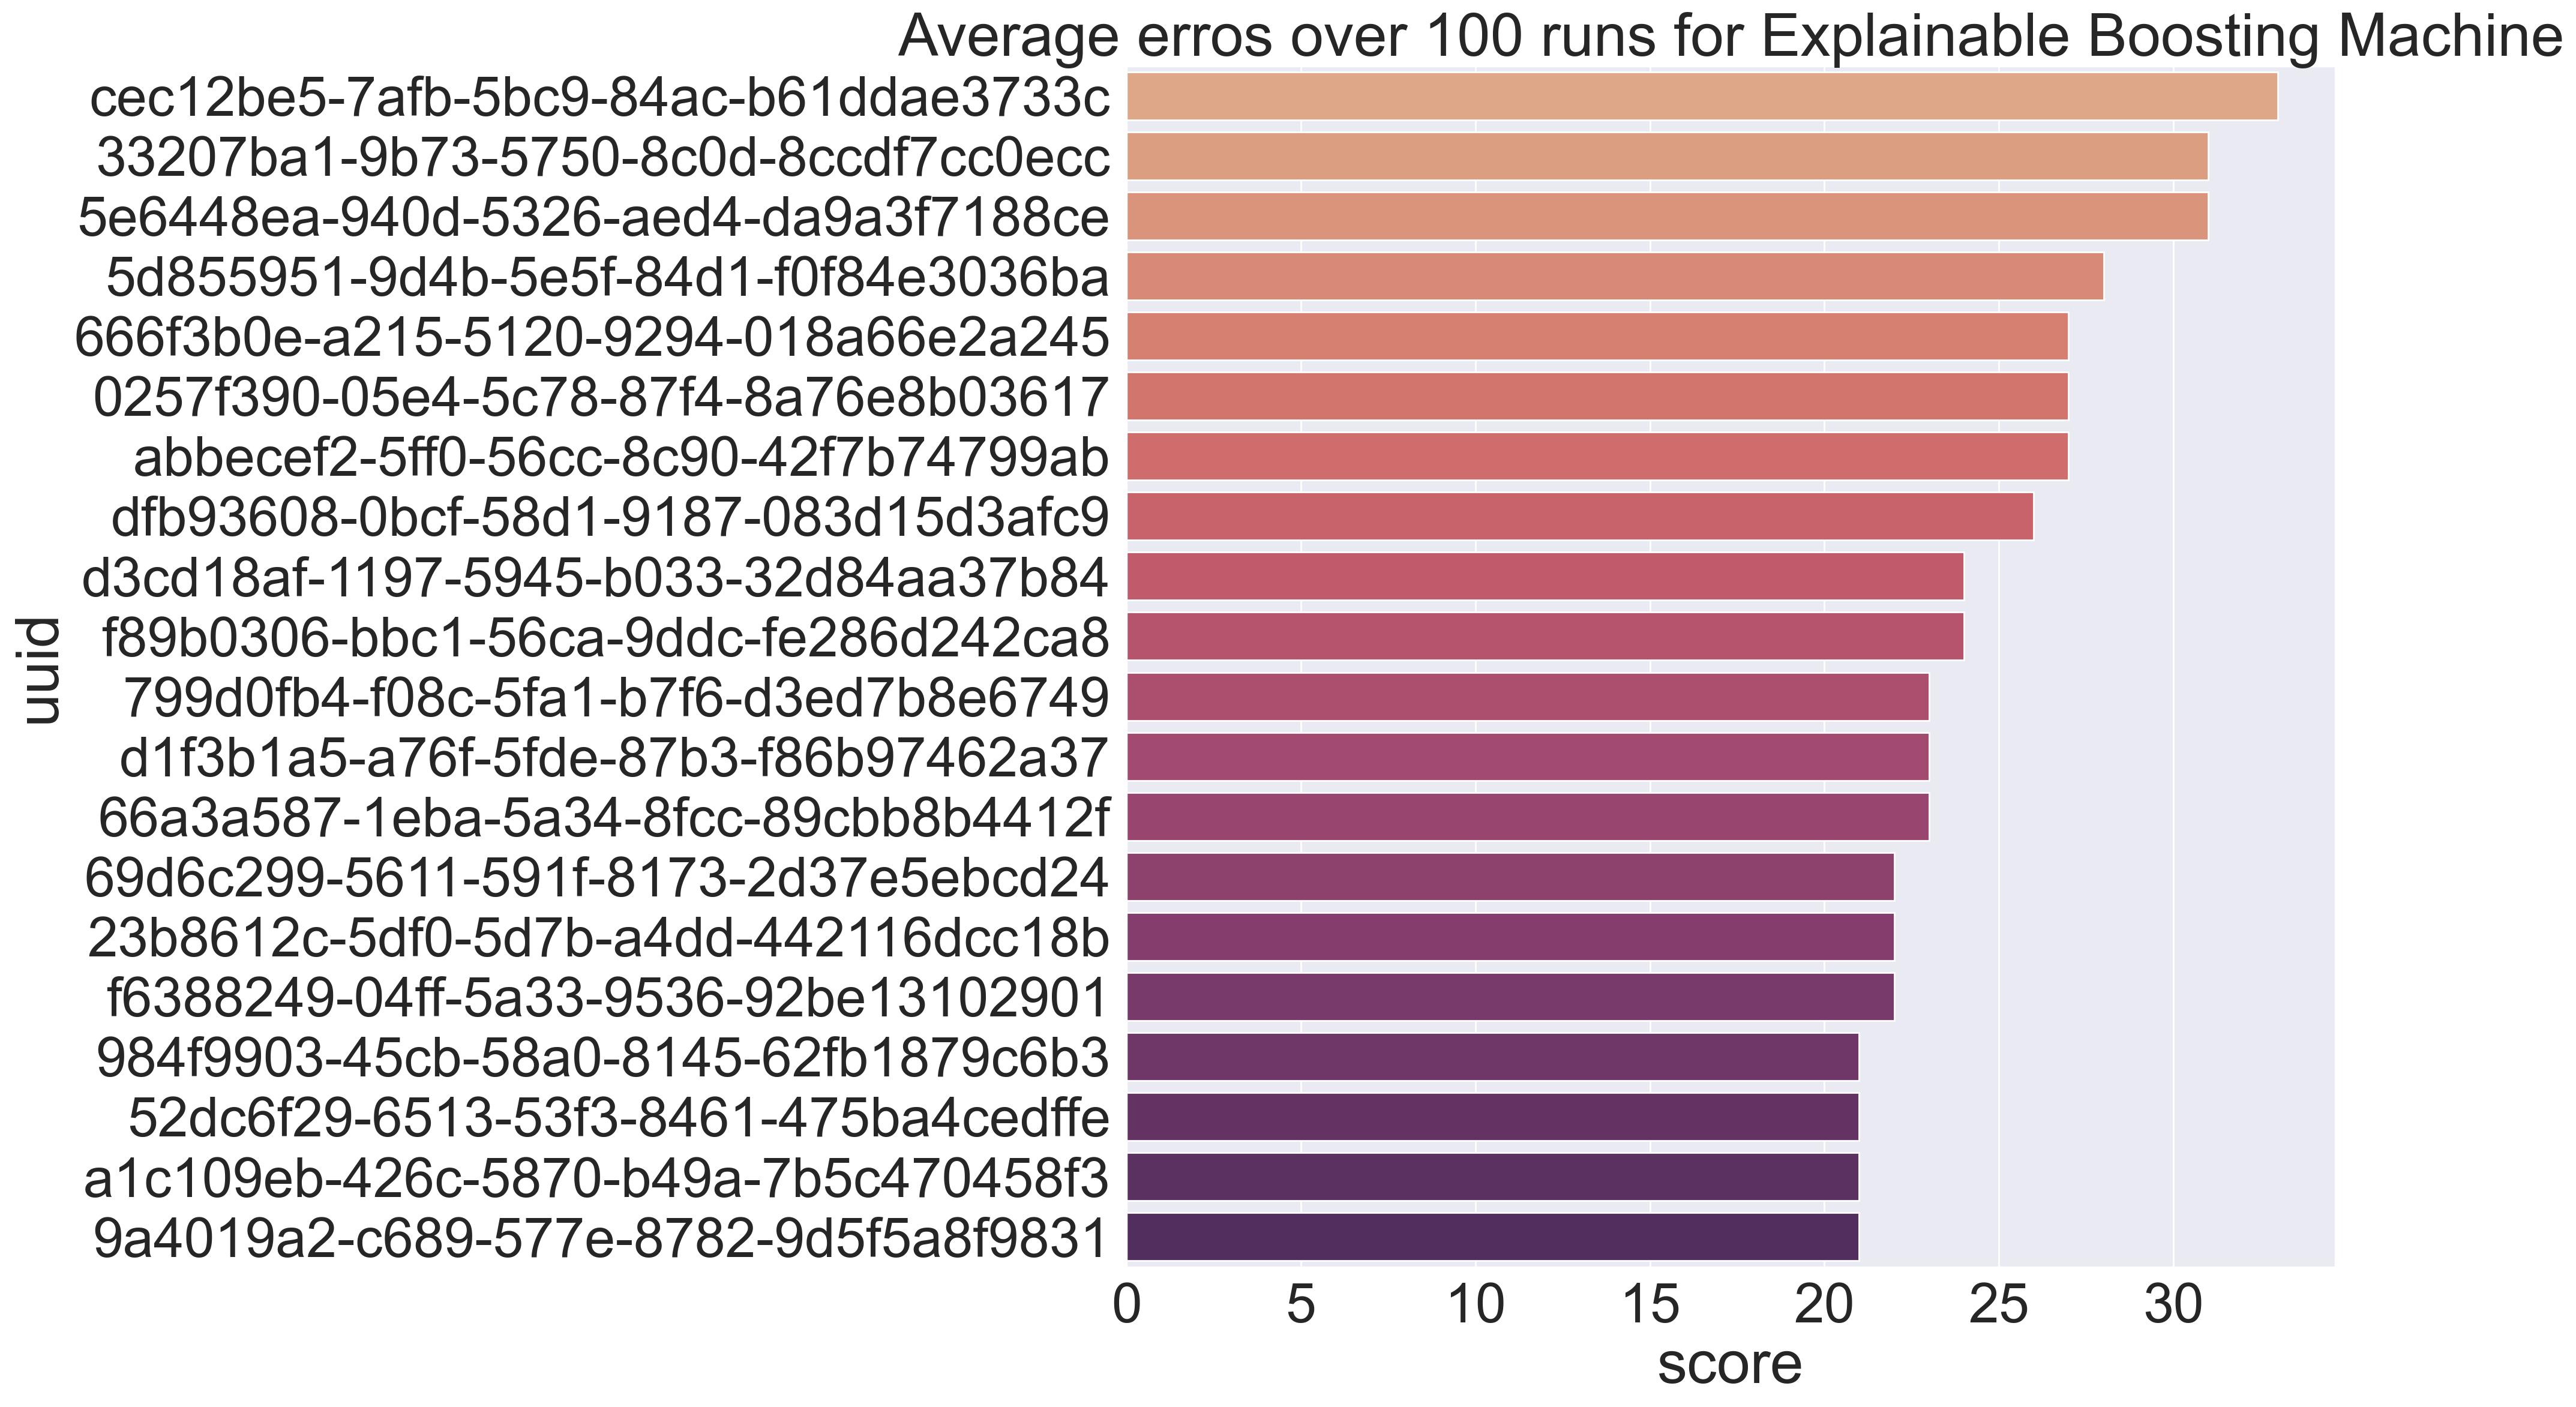 Average erros over 100 runs for Explainable Boosting Machine
cec12be5-7afb-5bc9-84ac-b61ddae3733c
33207ba1-9b73-5750-8c0d-8ccdf7cc0ecc
5e6448ea-940d-5326-aed4-da9a3f7188ce
5d855951-9d4b-5e5f-84d1-f0f84e3036ba
666f3b0e-a215-5120-9294-018a66e2a245
0257f390-05e4-5c78-87f4-8a76e8b03617
abbecef2-5ff0-56cc-8c90-42f7b74799ab
dfb93608-0bcf-58d1-9187-083d15d3afc9
d3cd18af-1197-5945-b033-32d84aa37b84
f89b0306-bbc1-56ca-9ddc-fe286d242ca8
799d0fb4-f08c-5fa1-b7f6-d3ed7b8e6749
d1f3b1a5-a76f-5fde-87b3-f86b97462a37
66a3a587-1eba-5a34-8fcc-89cbb8b4412f
69d6c299-5611-591f-8173-2d37e5ebcd24
23b8612c-5df0-5d7b-a4dd-442116dcc18b
f6388249-04ff-5a33-9536-92be13102901
984f9903-45cb-58a0-8145-62fb1879c6b3
52dc6f29-6513-53f3-8461-475ba4cedffe
a1c109eb-426c-5870-b49a-7b5c470458f3
9a4019a2-c689-577e-8782-9d5f5a8f9831
uuid
0 5 10 15 20 25 30
score